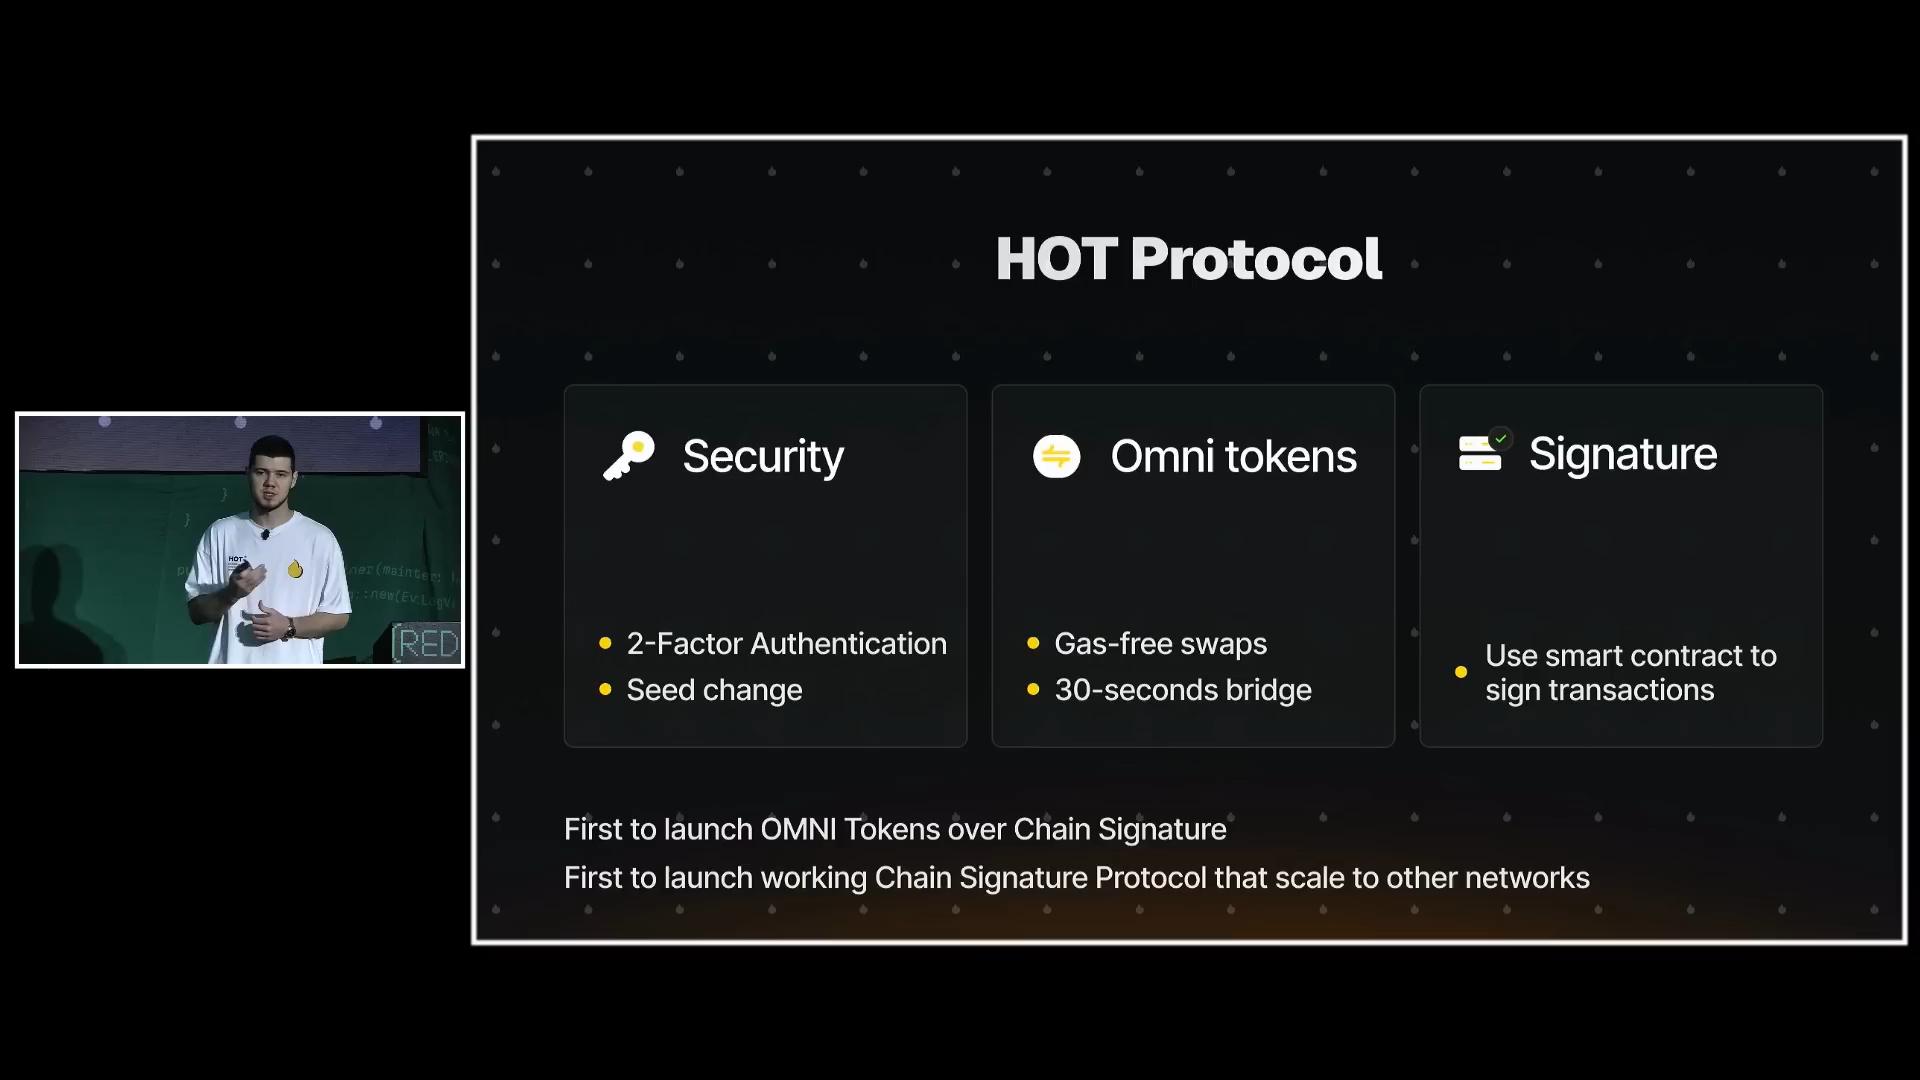 HOT Protocol
Security
2-Factor Authentication
Seed change
Omni tokens
Gas-free swaps
30-seconds bridge
Signature
Use smart contract to
sign transactions
First to launch OMNI Tokens over Chain Signature
First to launch working Chain Signature Protocol that scale to other networks
HOT
}
}
[RED